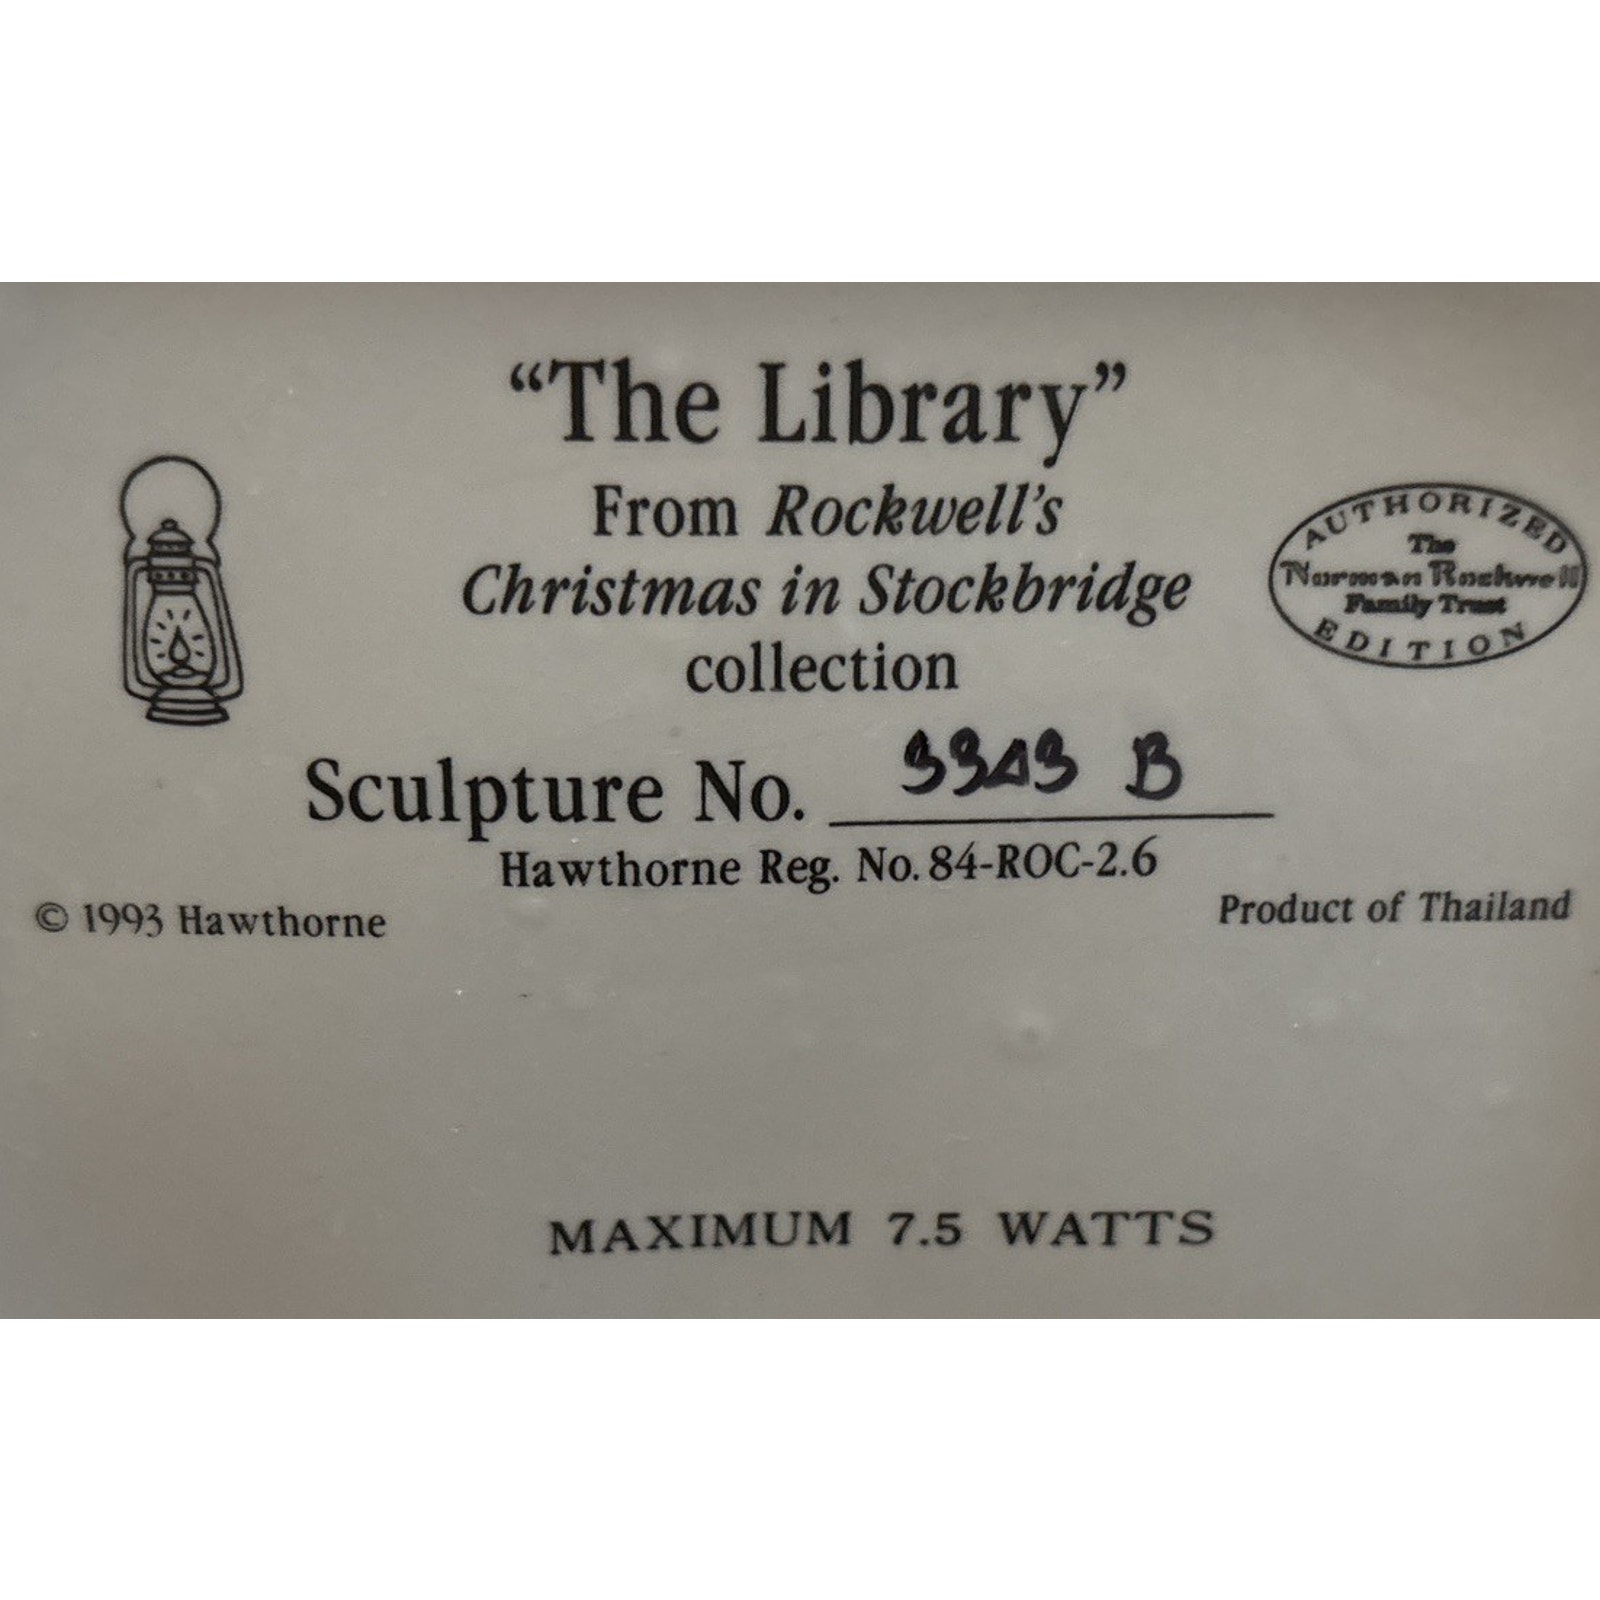 “The Library”
From Rockwell’s
Christmas in Stockbridge
collection
AUTHORIZED
The
Norman Rockwell
Family Trust
EDITION
Sculpture No. B
Hawthorne Reg. No. 84-ROC-2.6
© 1993 Hawthorne
Product of Thailand
MAXIMUM 7.5 WATTS